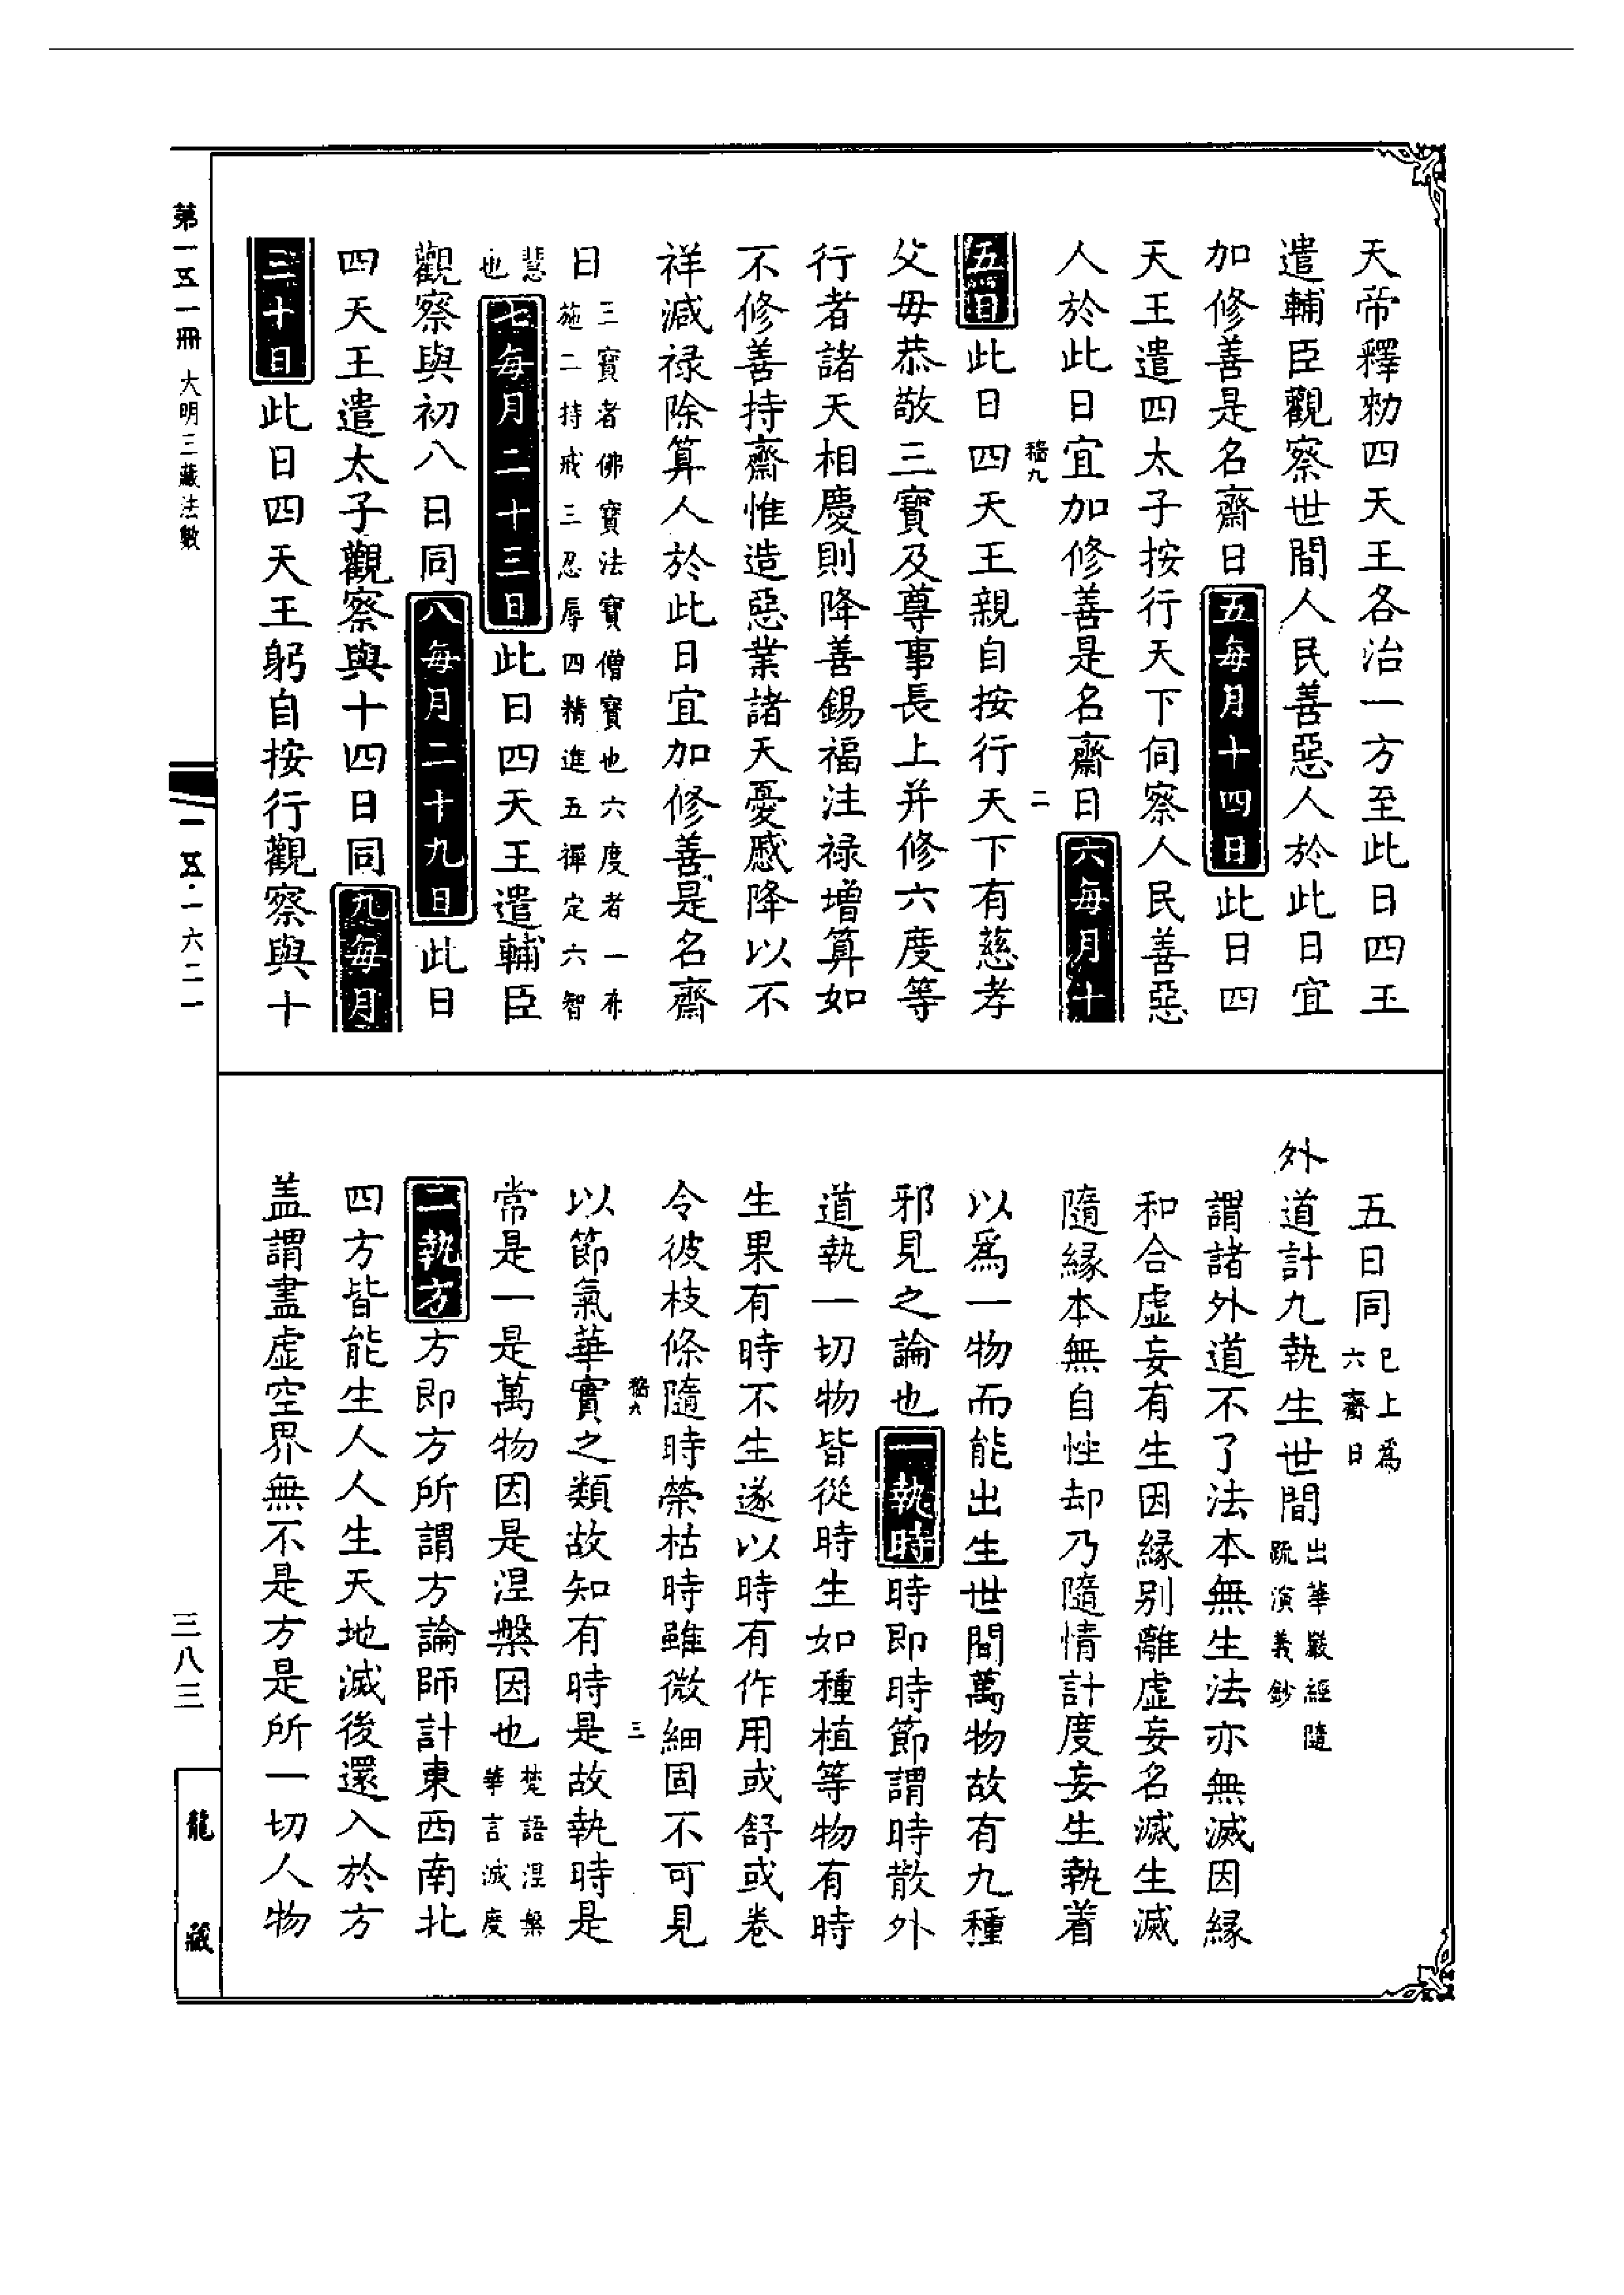 天帝釋勑四天王各治一方至此日四王
遣輔臣觀察世間人民善惡人於此日宜
加修善是名齋日五每月十四日此日四
天王遣四太子按行天下伺察人民善惡
人於此日宜加修善是名齋日六每月十
嵇九 二
五日此日四天王親自按行天下有慈孝
父母恭敬三寶及尊事長上并修六度等
行者諸天相慶則降善錫福注祿增算如
不修善持齋惟造惡業諸天憂慼降以不
祥減祿除算人於此日宜加修善是名齋
日三寶者佛寶法寶僧寶也六度者一布
施二持戒三忍辱四精進五禪定六智
慧
也七每月二十三日此日四天王遣輔臣
觀察與初八日同八每月二十九日此日
四天王遣太子觀察與十四日同九每月
三十日此日四天王躬自按行觀察與十
五日同已上為
六齋日
外道計九執生世間出華嚴經隨
疏演義鈔
謂諸外道不了法本無生法亦無滅因緣
和合虛妄有生因緣別離虛妄名滅生滅
隨緣本無自性却乃隨情計度妄生執着
以爲一物而能出生世間萬物故有九種
邪見之論也一執時時即時節謂時散外
道執一切物皆從時生如種植等物有時
生果有時不生遂以時有作用或舒或卷
令彼枝條隨時榮枯時雖微細固不可見
嵇九 三
以節氣華實之類故知有時是故執時是
常是一是萬物因是涅槃因也梵語涅槃
華言滅度
二執方方即方所謂方論師計東西南北
四方皆能生人人生天地滅後還入於方
盖謂盡虛空界無不是方是所一切人物
第一五一冊 大明三藏法數
一五·一六二一
三八三
龍藏